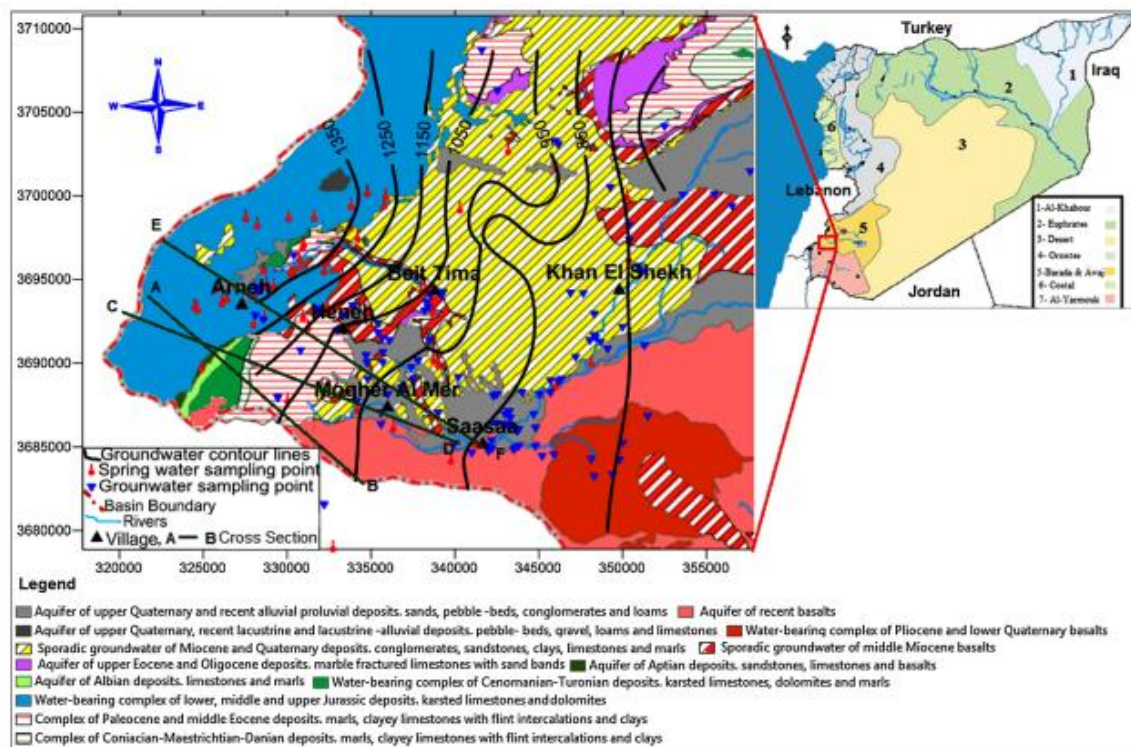 3710000
3705000
3700000
3695000
3690000
3685000
3680000
320000
325000
330000
335000
340000
345000
350000
355000
N
W
E
S
1350
1250
1150
1050
950
E
A
C
Arneh
Beit Tima
Khan El Shekh
Mogher Al Mer
Saasaa
D
F
B
Groundwater contour lines
Spring water sampling point
Grounwater sampling point
Basin Boundary
Rivers
Village, A B Cross Section
Turkey
Iraq
Lebanon
Jordan
1
2
3
4
5
6
1-Al-Khabour
2- Euphrates
3- Desert
4- Orontes
5-Barada & Awaj
6- Costal
7- Al-Yarmouk
Legend
Aquifer of upper Quaternary and recent alluvial proluvial deposits. sands, pebble -beds, conglomerates and loams
Aquifer of recent basalts
Aquifer of upper Quaternary, recent lacustrine and lacustrine -alluvial deposits. pebble- beds, gravel, loams and limestones
Water-bearing complex of Pliocene and lower Quaternary basalts
Sporadic groundwater of Miocene and Quaternary deposits. conglomerates, sandstones, clays, limestones and marls
Sporadic groundwater of middle Miocene basalts
Aquifer of upper Eocene and Oligocene deposits. marble fractured limestones with sand bands
Aquifer of Aptian deposits. sandstones, limestones and basalts
Aquifer of Albian deposits. limestones and marls
Water-bearing complex of Cenomanian-Turonian deposits. karsted limestones, dolomites and marls
Water-bearing complex of lower, middle and upper Jurassic deposits. karsted limestones and dolomites
Complex of Paleocene and middle Eocene deposits. marls, clayey limestones with flint intercalations and clays
Complex of Coniacian-Maestrichtian-Danian deposits. marls, clayey limestones with flint intercalations and clays